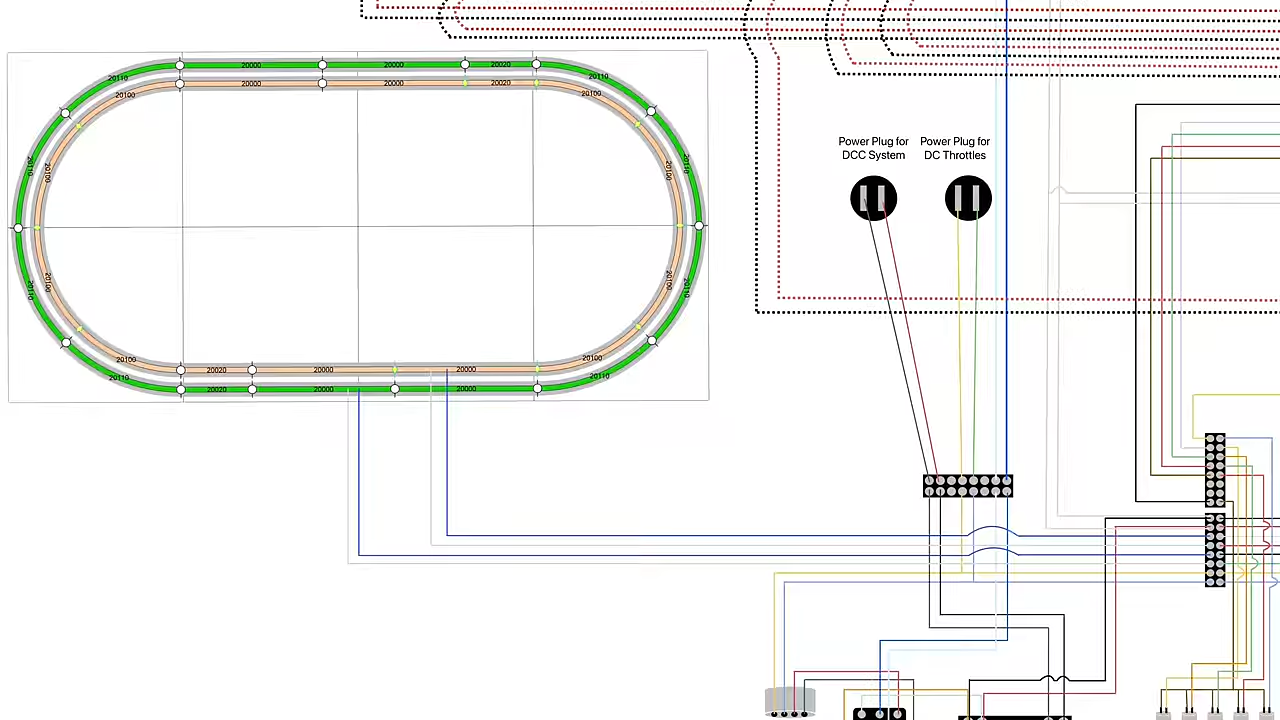 20110 20000 20000 20020 20110
20100 20000 20000 20020 20100
20110 20100 20100 20110
20110 20100 20100 20110
20100 20020 20000 20000 20100
20110 20020 20000 20000 20110
Power Plug for
DCC System
Power Plug for
DC Throttles